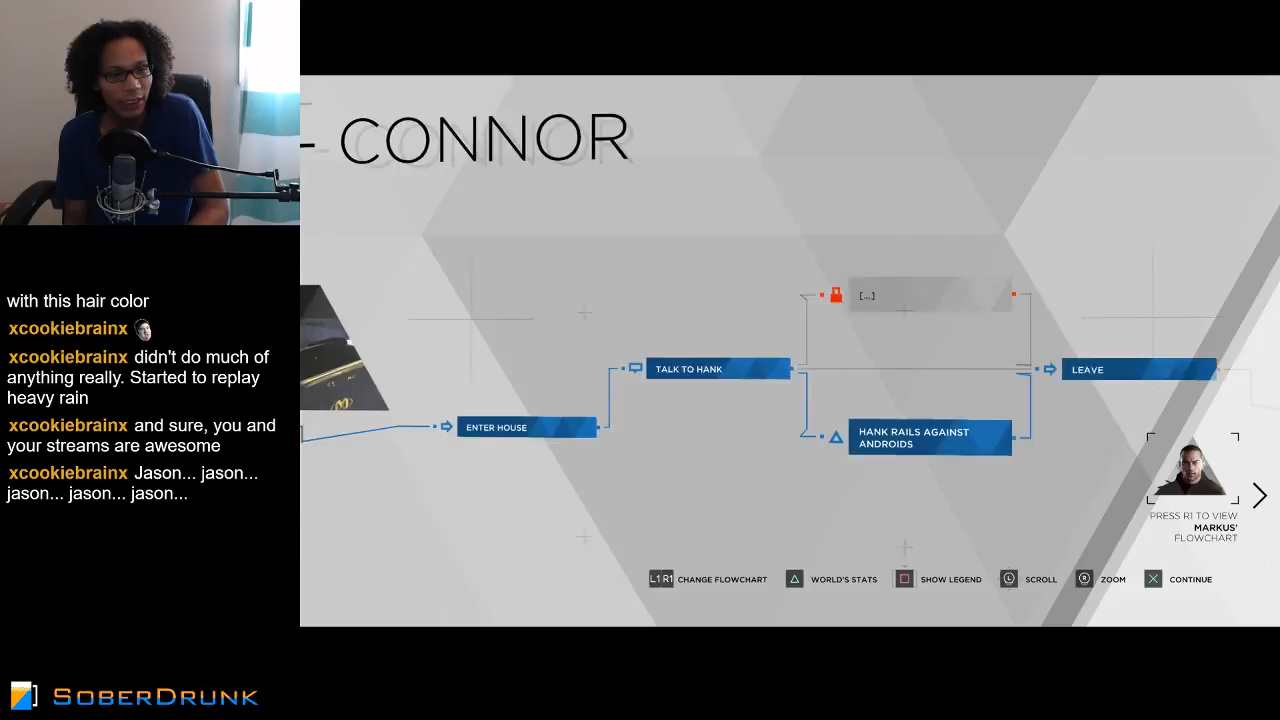 with this hair color
xcookiebrainx
xcookiebrainx didn't do much of
anything really. Started to replay
heavy rain
xcookiebrainx and sure, you and
your streams are awesome
xcookiebrainx Jason... jason...
jason... jason... jason...
SOBERDRUNK
- CONNOR
[...]
TALK TO HANK
LEAVE
ENTER HOUSE
HANK RAILS AGAINST
ANDROIDS
PRESS R1 TO VIEW
MARKUS'
FLOWCHART
L1 R1 CHANGE FLOWCHART WORLD'S STATS SHOW LEGEND L SCROLL R ZOOM CONTINUE